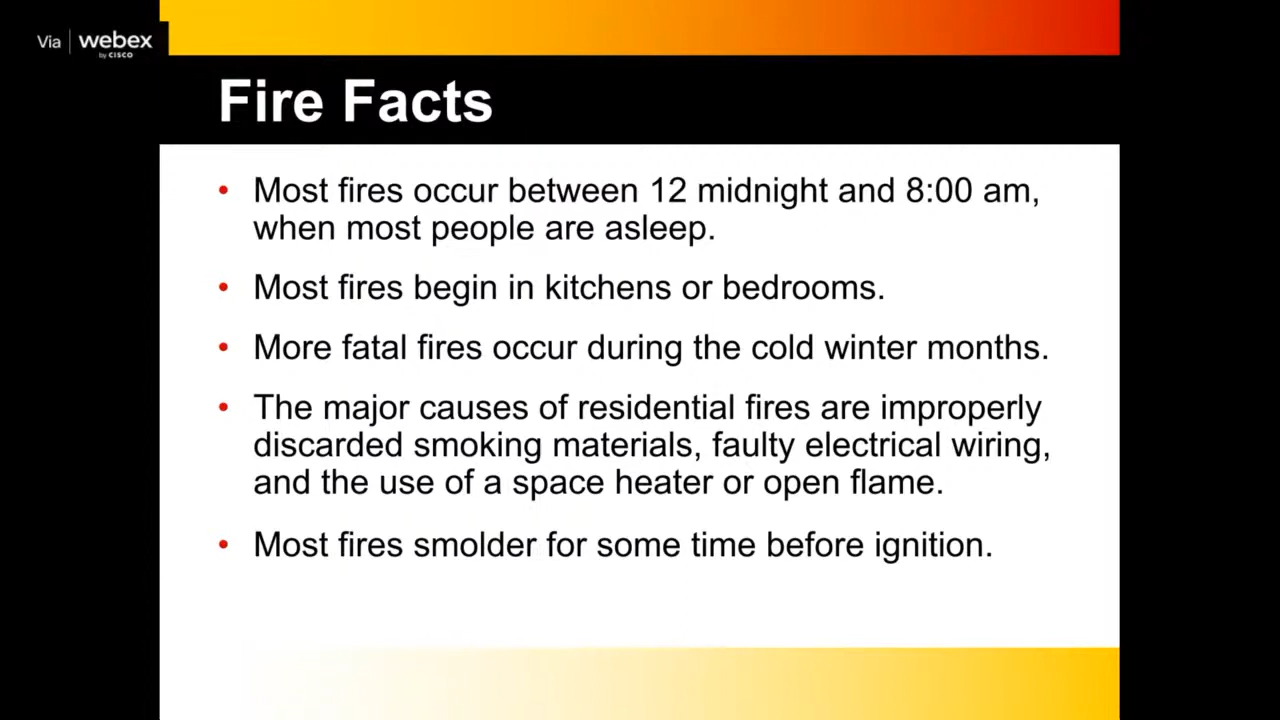 Via | webex
by CISCO
Fire Facts
• Most fires occur between 12 midnight and 8:00 am,
when most people are asleep.
• Most fires begin in kitchens or bedrooms.
• More fatal fires occur during the cold winter months.
• The major causes of residential fires are improperly
discarded smoking materials, faulty electrical wiring,
and the use of a space heater or open flame.
• Most fires smolder for some time before ignition.